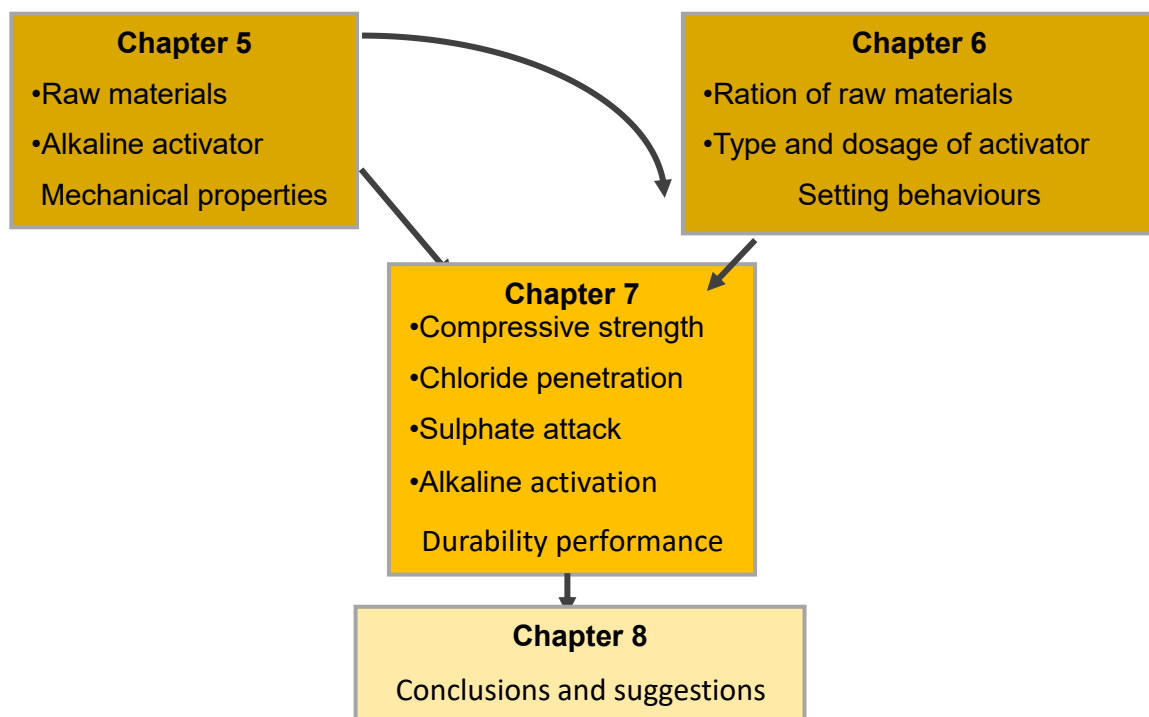 Chapter 5
•Raw materials
•Alkaline activator
Mechanical properties
Chapter 6
•Ration of raw materials
•Type and dosage of activator
Setting behaviours
Chapter 7
•Compressive strength
•Chloride penetration
•Sulphate attack
•Alkaline activation
Durability performance
Chapter 8
Conclusions and suggestions